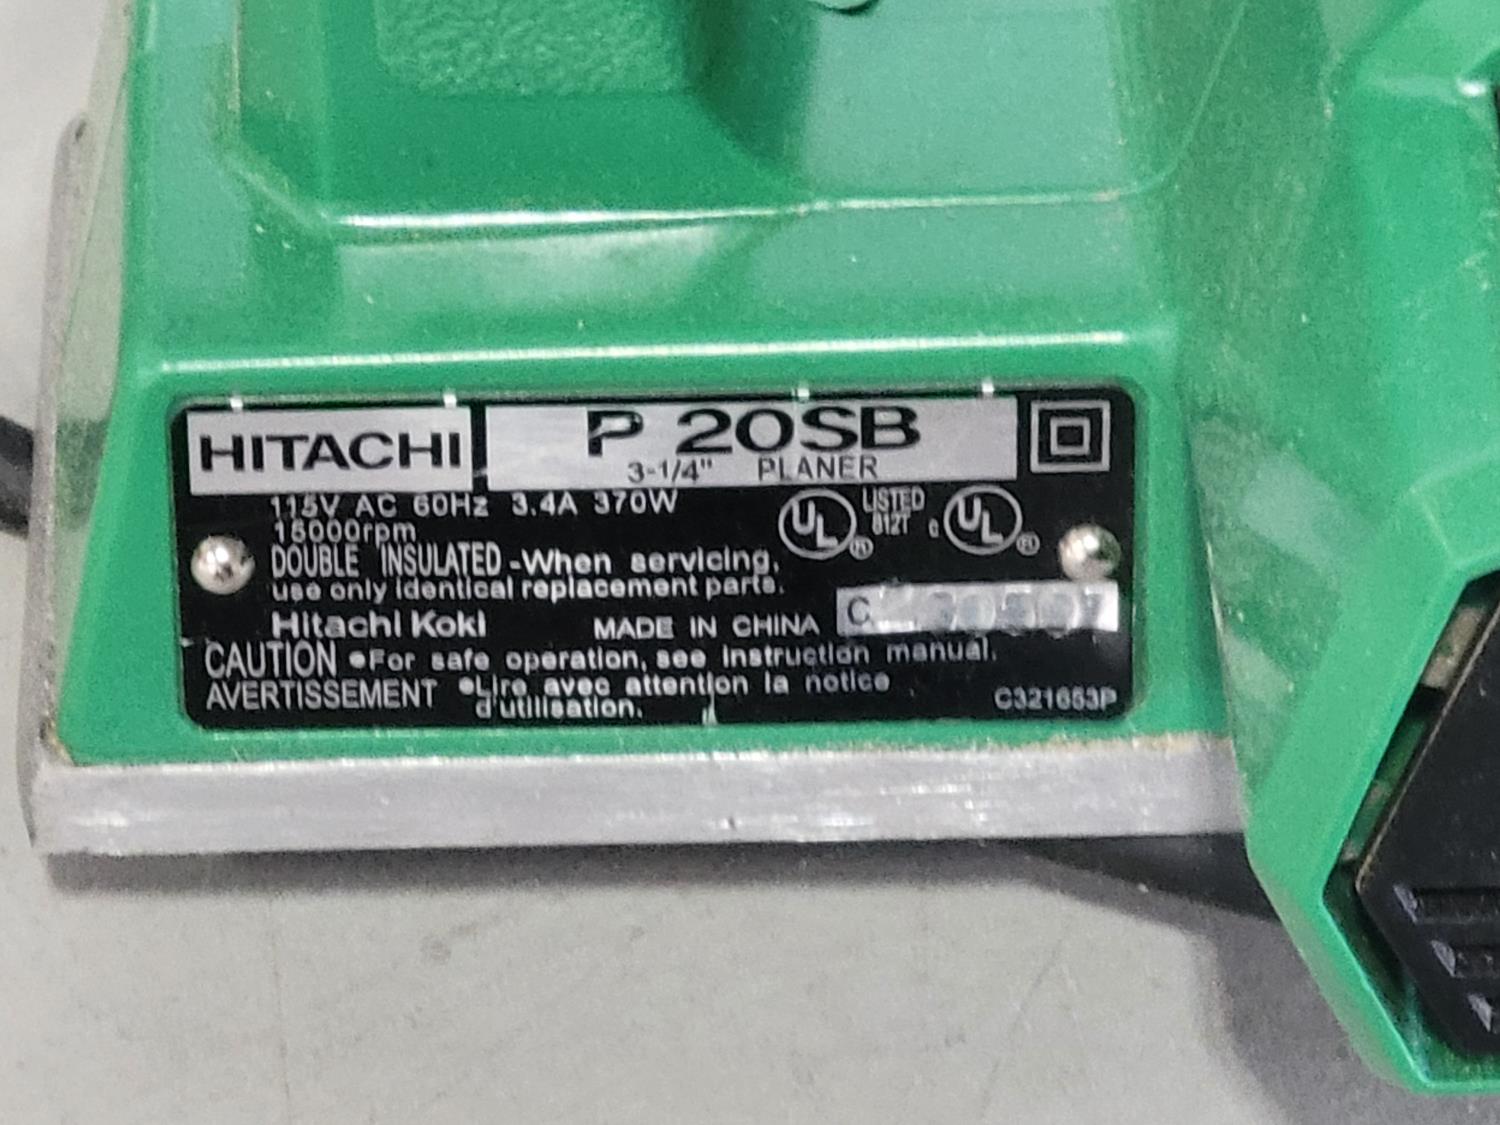 HITACHI
P 20SB
3-1/4" PLANER
115V AC 60Hz 3.4A 370W
15000rpm
DOUBLE INSULATED-When servicing,
use only identical replacement parts.
UL ®
LISTED
812T
c UL ®
Hitachi Koki
MADE IN CHINA
CAUTION •For safe operation, see instruction manual.
AVERTISSEMENT •Lire avec attention la notice
d'utilisation.
C321653P